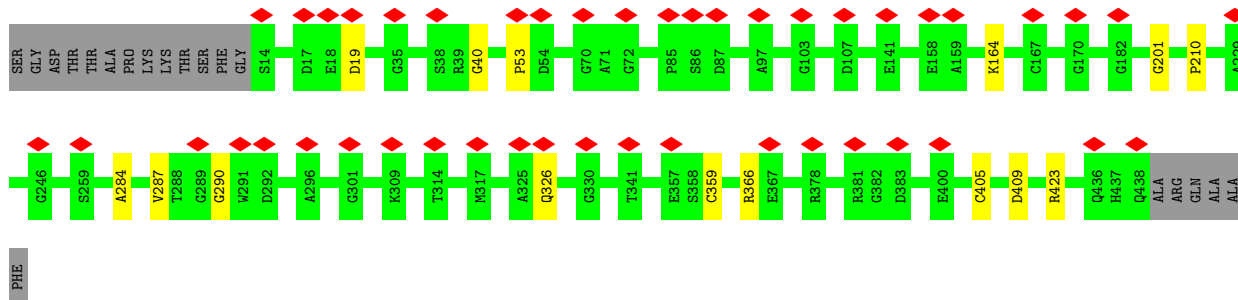 SER GLY ASP THR THR ALA PRO LYS LYS THR SER PHE GLY S14 D17 E18 D19 G35 S38 R39 G40 P53 D54 G70 A71 G72 P85 S86 D87 A97 G103 D107 E141 E158 A159 K164 C167 G170 G182 G201 P210
G246 S259 A284 V287 T288 G289 G290 W291 D292 A296 G301 K309 T314 M317 A325 Q326 G330 T341 E357 S358 C359 R366 E367 R378 R381 G382 D383 E400 C405 D409 R423 Q436 H437 Q438 ALA ARG GLN ALA ALA
PHE